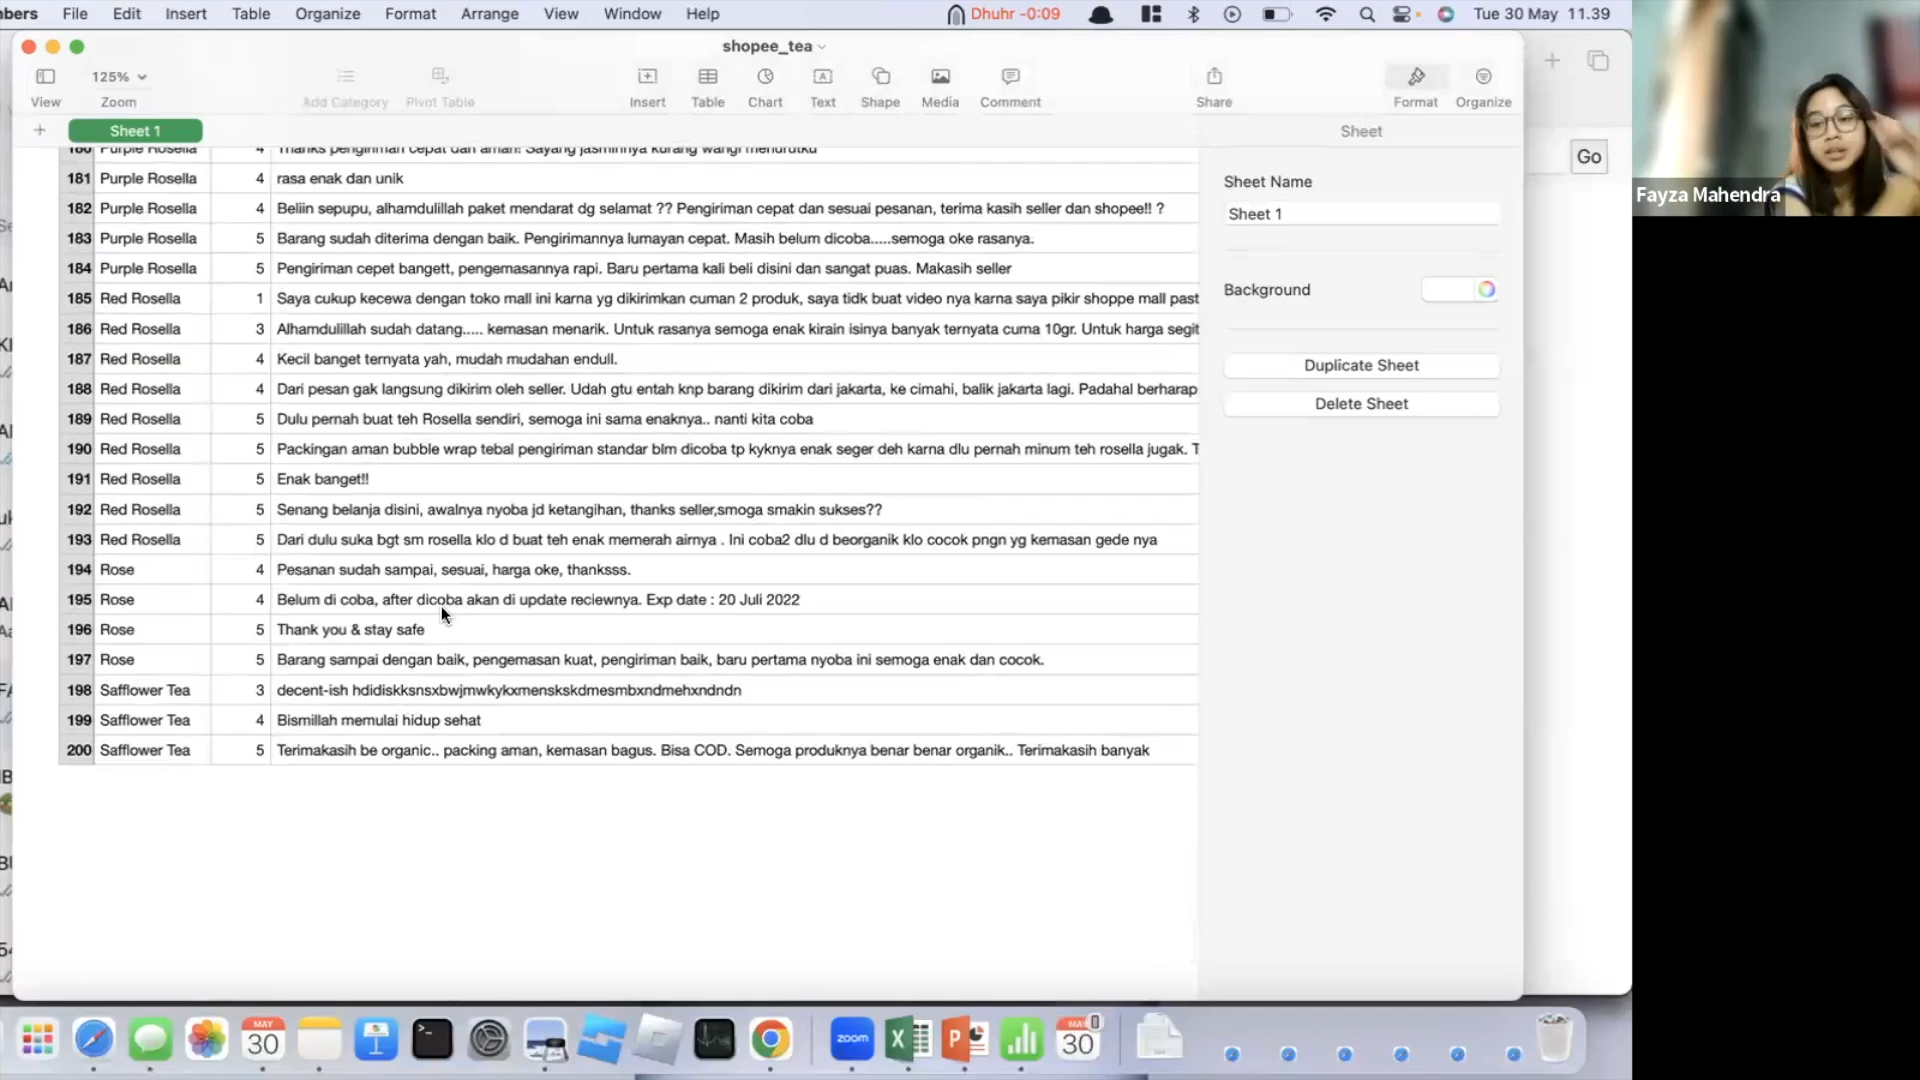 bers File Edit Insert Table Organize Format Arrange View Window Help Dhuhr -0:09 Tue 30 May 11.39
shopee_tea
125%
View Zoom Add Category Pivot Table Insert Table Chart Text Shape Media Comment Share Format Organize
Sheet 1
Sheet
180 Purple Rosella 4 Thanks pengiriman cepat dan aman! Sayang jasminnya kurang wangi menurutku
181 Purple Rosella 4 rasa enak dan unik
182 Purple Rosella 4 Beliin sepupu, alhamdulillah paket mendarat dg selamat ?? Pengiriman cepat dan sesuai pesanan, terima kasih seller dan shopee!! ?
183 Purple Rosella 5 Barang sudah diterima dengan baik. Pengirimannya lumayan cepat. Masih belum dicoba.....semoga oke rasanya.
184 Purple Rosella 5 Pengiriman cepet bangett, pengemasannya rapi. Baru pertama kali beli disini dan sangat puas. Makasih seller
185 Red Rosella 1 Saya cukup kecewa dengan toko mall ini karna yg dikirimkan cuman 2 produk, saya tidk buat video nya karna saya pikir shoppe mall past
186 Red Rosella 3 Alhamdulillah sudah datang..... kemasan menarik. Untuk rasanya semoga enak kirain isinya banyak ternyata cuma 10gr. Untuk harga segit
187 Red Rosella 4 Kecil banget ternyata yah, mudah mudahan endull.
188 Red Rosella 4 Dari pesan gak langsung dikirim oleh seller. Udah gtu entah knp barang dikirim dari jakarta, ke cimahi, balik jakarta lagi. Padahal berharap
189 Red Rosella 5 Dulu pernah buat teh Rosella sendiri, semoga ini sama enaknya.. nanti kita coba
190 Red Rosella 5 Packingan aman bubble wrap tebal pengiriman standar blm dicoba tp kyknya enak seger deh karna dlu pernah minum teh rosella jugak. T
191 Red Rosella 5 Enak banget!!
192 Red Rosella 5 Senang belanja disini, awalnya nyoba jd ketangihan, thanks seller,smoga smakin sukses??
193 Red Rosella 5 Dari dulu suka bgt sm rosella klo d buat teh enak memerah airnya . Ini coba2 dlu d beorganik klo cocok pngn yg kemasan gede nya
194 Rose 4 Pesanan sudah sampai, sesuai, harga oke, thanksss.
195 Rose 4 Belum di coba, after dicoba akan di update reciewnya. Exp date : 20 Juli 2022
196 Rose 5 Thank you & stay safe
197 Rose 5 Barang sampai dengan baik, pengemasan kuat, pengiriman baik, baru pertama nyoba ini semoga enak dan cocok.
198 Safflower Tea 3 decent-ish hdidiskksnsxbwjmwkykxmenskskdmesmbxndmehxndndn
199 Safflower Tea 4 Bismillah memulai hidup sehat
200 Safflower Tea 5 Terimakasih be organic.. packing aman, kemasan bagus. Bisa COD. Semoga produknya benar benar organik.. Terimakasih banyak
Sheet Name
Sheet 1
Background
Duplicate Sheet
Delete Sheet
Go
Fayza Mahendra
MAY
30
zoom
30